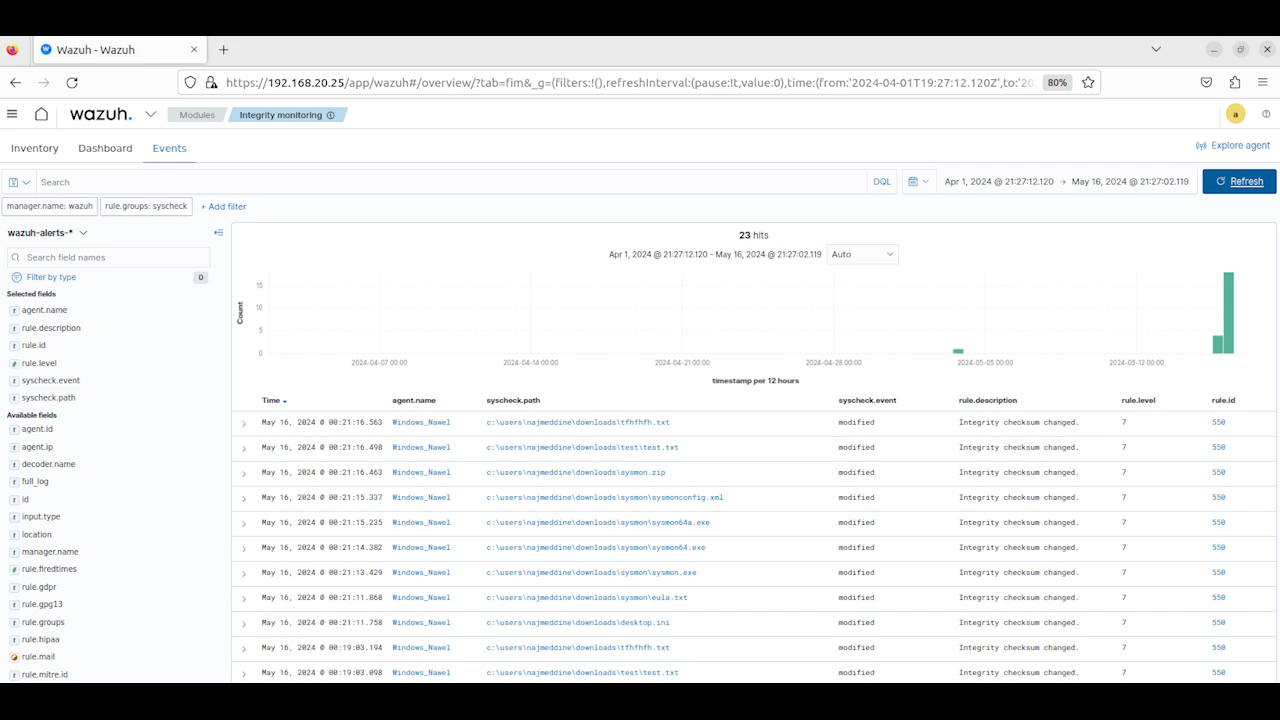 Wazuh - Wazuh
https://192.168.20.25/app/wazuh#/overview/?tab=fim&_g=(filters:!(),refreshInterval:(pause:!t,value:0),time:(from:'2024-04-01T19:27:12.120Z',to:'20 80%
wazuh. Modules Integrity monitoring a
Inventory Dashboard Events Explore agent
Search DQL Apr 1, 2024 @ 21:27:12.120 → May 16, 2024 @ 21:27:02.119 Refresh
manager.name: wazuh rule.groups: syscheck + Add filter
wazuh-alerts-*
Search field names
Filter by type 0
Selected fields
agent.name
rule.description
rule.id
rule.level
syscheck.event
syscheck.path
Available fields
agent.id
agent.ip
decoder.name
full_log
id
input.type
location
manager.name
rule.firedtimes
rule.gdpr
rule.gpg13
rule.groups
rule.hipaa
rule.mail
rule.mitre.id
23 hits
Apr 1, 2024 @ 21:27:12.120 - May 16, 2024 @ 21:27:02.119 Auto
Count
15
10
5
0
2024-04-07 00:00 2024-04-14 00:00 2024-04-21 00:00 2024-04-28 00:00 2024-05-05 00:00 2024-05-12 00:00
timestamp per 12 hours
Time agent.name syscheck.path syscheck.event rule.description rule.level rule.id
May 16, 2024 @ 00:21:16.563 Windows_Nawel c:\users\najmeddine\downloads\tfhfhfh.txt modified Integrity checksum changed. 7 550
May 16, 2024 @ 00:21:16.498 Windows_Nawel c:\users\najmeddine\downloads\test\test.txt modified Integrity checksum changed. 7 550
May 16, 2024 @ 00:21:16.463 Windows_Nawel c:\users\najmeddine\downloads\sysmon.zip modified Integrity checksum changed. 7 550
May 16, 2024 @ 00:21:15.337 Windows_Nawel c:\users\najmeddine\downloads\sysmon\sysmonconfig.xml modified Integrity checksum changed. 7 550
May 16, 2024 @ 00:21:15.235 Windows_Nawel c:\users\najmeddine\downloads\sysmon\sysmon64a.exe modified Integrity checksum changed. 7 550
May 16, 2024 @ 00:21:14.382 Windows_Nawel c:\users\najmeddine\downloads\sysmon\sysmon64.exe modified Integrity checksum changed. 7 550
May 16, 2024 @ 00:21:13.429 Windows_Nawel c:\users\najmeddine\downloads\sysmon\sysmon.exe modified Integrity checksum changed. 7 550
May 16, 2024 @ 00:21:11.868 Windows_Nawel c:\users\najmeddine\downloads\sysmon\eula.txt modified Integrity checksum changed. 7 550
May 16, 2024 @ 00:21:11.758 Windows_Nawel c:\users\najmeddine\downloads\desktop.ini modified Integrity checksum changed. 7 550
May 16, 2024 @ 00:19:03.194 Windows_Nawel c:\users\najmeddine\downloads\tfhfhfh.txt modified Integrity checksum changed. 7 550
May 16, 2024 @ 00:19:03.098 Windows_Nawel c:\users\najmeddine\downloads\test\test.txt modified Integrity checksum changed. 7 550